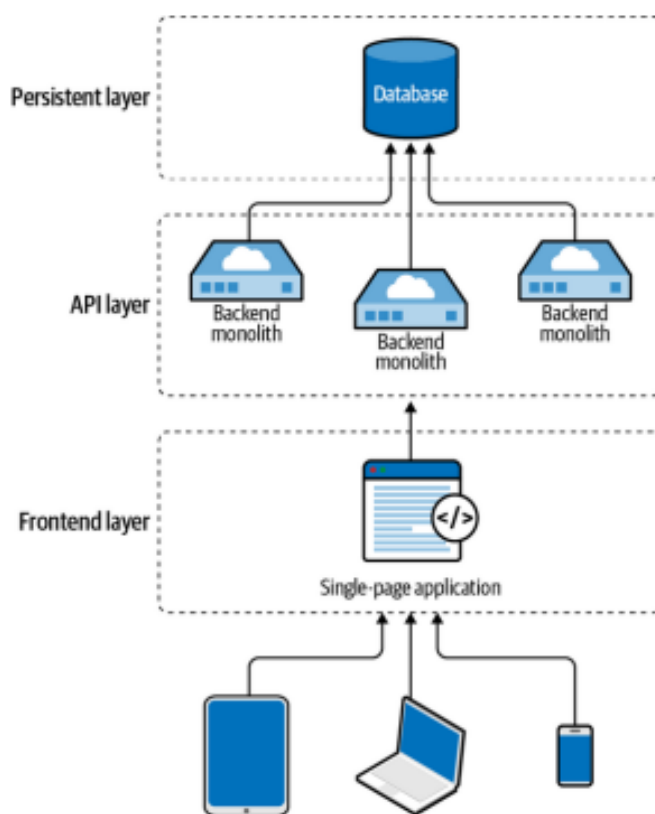 Persistent layer
Database
API layer
Backend
monolith
Backend
monolith
Backend
monolith
Frontend layer
</>
Single-page application